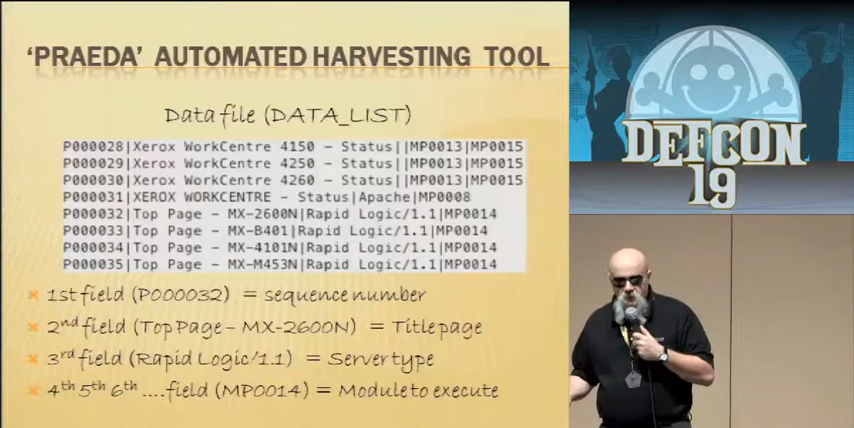 ‘PRAEDA’ AUTOMATED HARVESTING TOOL
Data file (DATA_LIST)
P000028|Xerox WorkCentre 4150 – Status||MP0013|MP0015
P000029|Xerox WorkCentre 4250 – Status||MP0013|MP0015
P000030|Xerox WorkCentre 4260 – Status||MP0013|MP0015
P000031|XEROX WORKCENTRE – Status|Apache|MP0008
P000032|Top Page – MX-2600N|Rapid Logic/1.1|MP0014
P000033|Top Page – MX-B401|Rapid Logic/1.1|MP0014
P000034|Top Page – MX-4101N|Rapid Logic/1.1|MP0014
P000035|Top Page – MX-M453N|Rapid Logic/1.1|MP0014
1st field (P000032) = sequence number
2nd field (Top Page – MX-2600N) = Title page
3rd field (Rapid Logic/1.1) = Server type
4th 5th 6th ....field (MP0014) = Module to execute
DEFCON
19